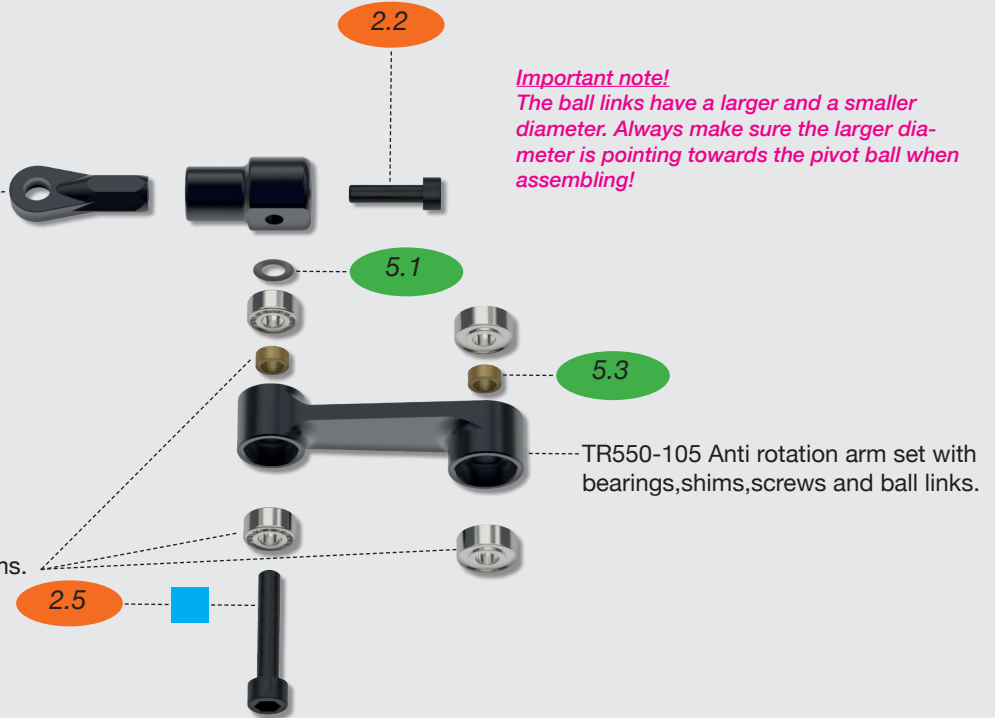 2.2
Important note!
The ball links have a larger and a smaller
diameter. Always make sure the larger dia-
meter is pointing towards the pivot ball when
assembling!
5.1
5.3
TR550-105 Anti rotation arm set with
bearings,shims,screws and ball links.
2.5